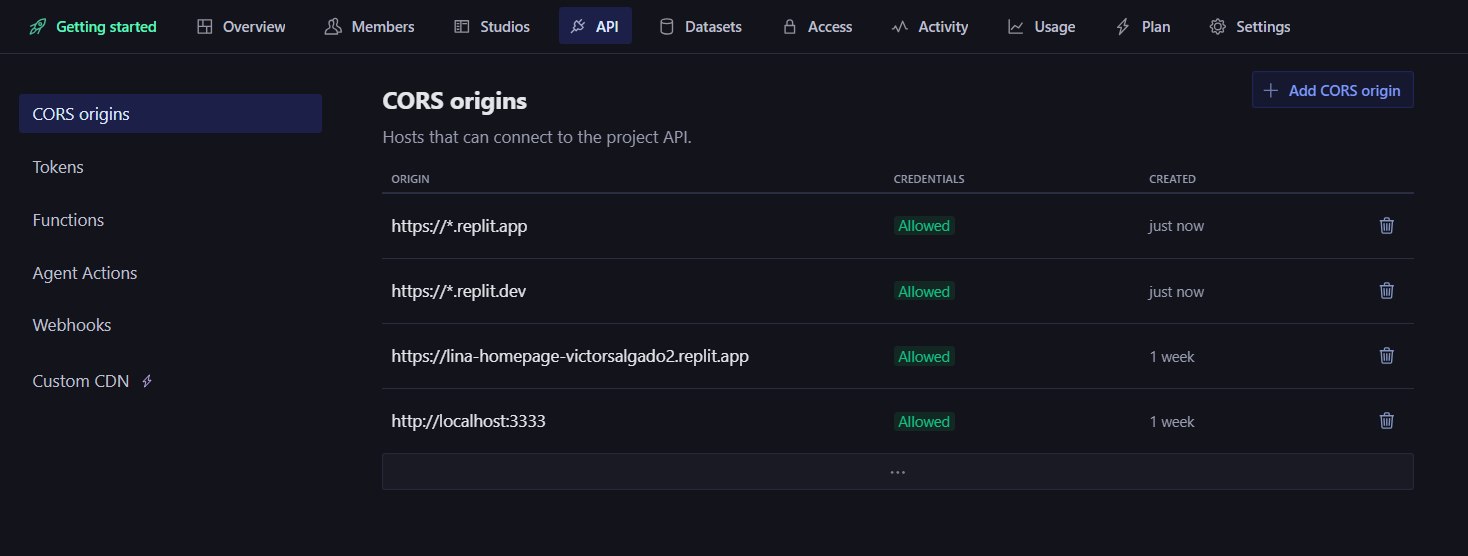 Getting started Overview Members Studios API Datasets Access Activity Usage Plan Settings
CORS origins
Tokens
Functions
Agent Actions
Webhooks
Custom CDN
CORS origins
Add CORS origin
Hosts that can connect to the project API.
ORIGIN CREDENTIALS CREATED
https://*.replit.app Allowed just now
https://*.replit.dev Allowed just now
https://lina-homepage-victorsalgado2.replit.app Allowed 1 week
http://localhost:3333 Allowed 1 week
...